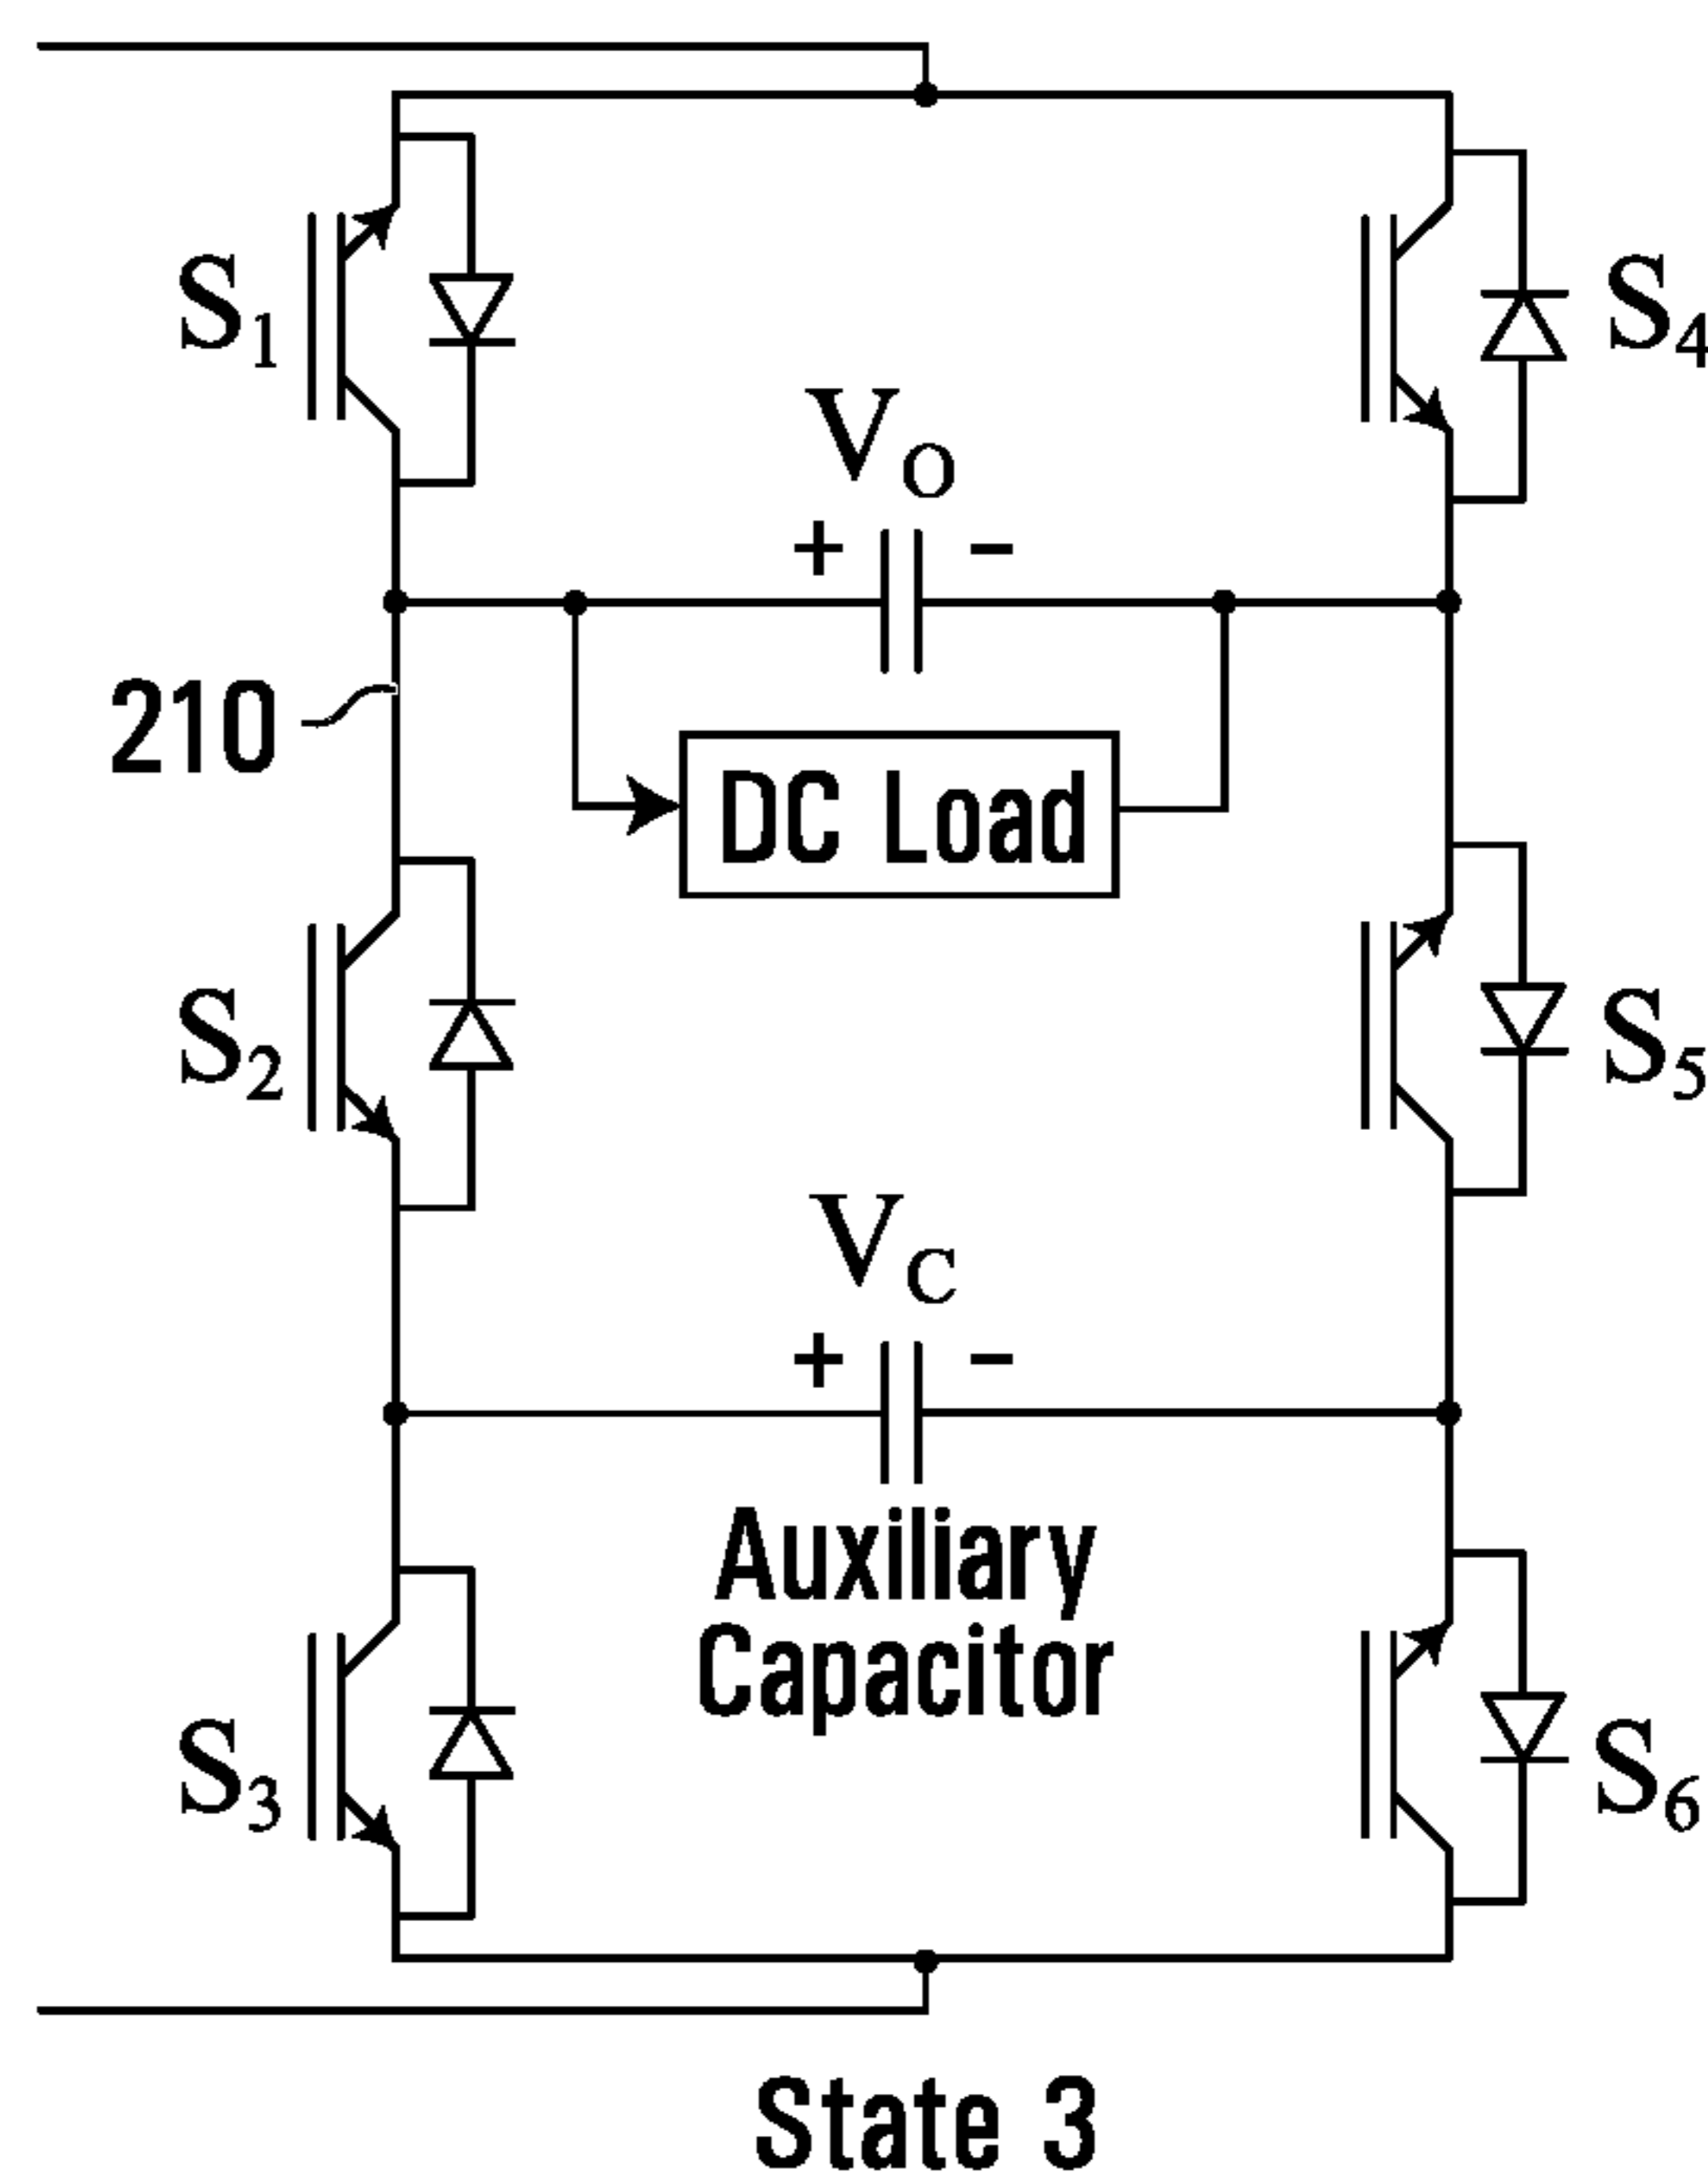 S1
S4
VO
+ −
210
DC Load
S2
S5
VC
+ −
Auxiliary
Capacitor
S3
S6
State 3